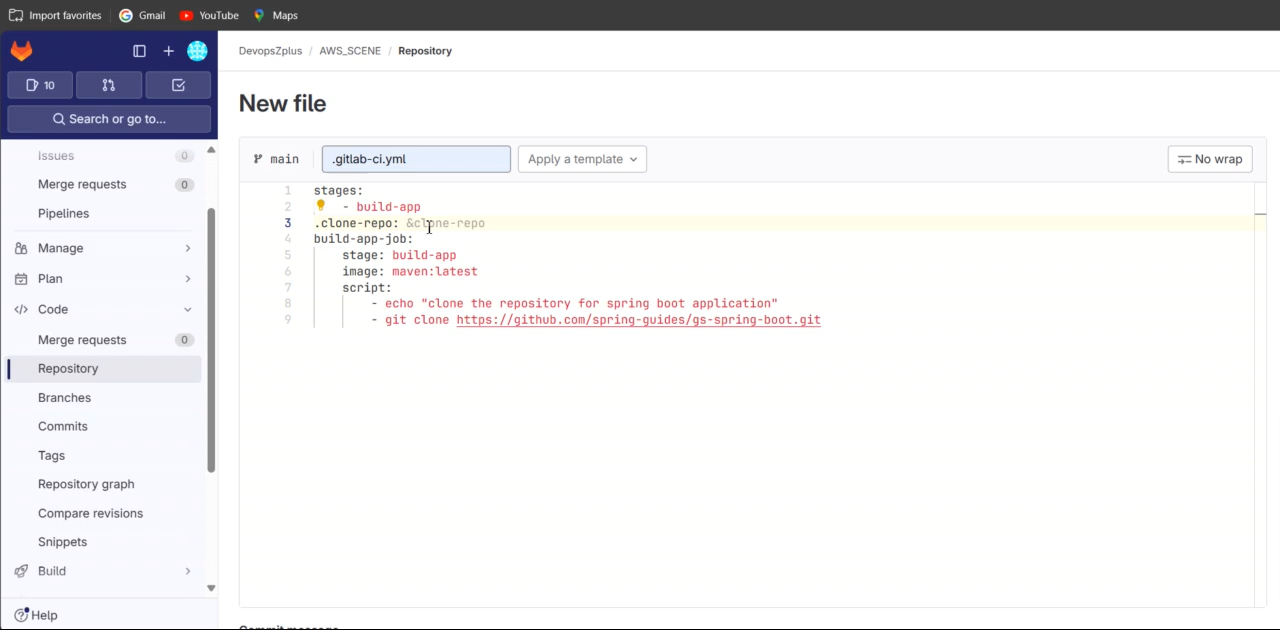 Import favorites
Gmail
YouTube
Maps
10
Search or go to...
Issues 0
Merge requests 0
Pipelines
Manage
Plan
Code
Merge requests 0
Repository
Branches
Commits
Tags
Repository graph
Compare revisions
Snippets
Build
Help
DevopsZplus / AWS_SCENE / Repository
New file
main
.gitlab-ci.yml
Apply a template
No wrap
1 stages:
2 - build-app
3 .clone-repo: &clone-repo
4 build-app-job:
5 stage: build-app
6 image: maven:latest
7 script:
8 - echo "clone the repository for spring boot application"
9 - git clone https://github.com/spring-guides/gs-spring-boot.git
Commit message